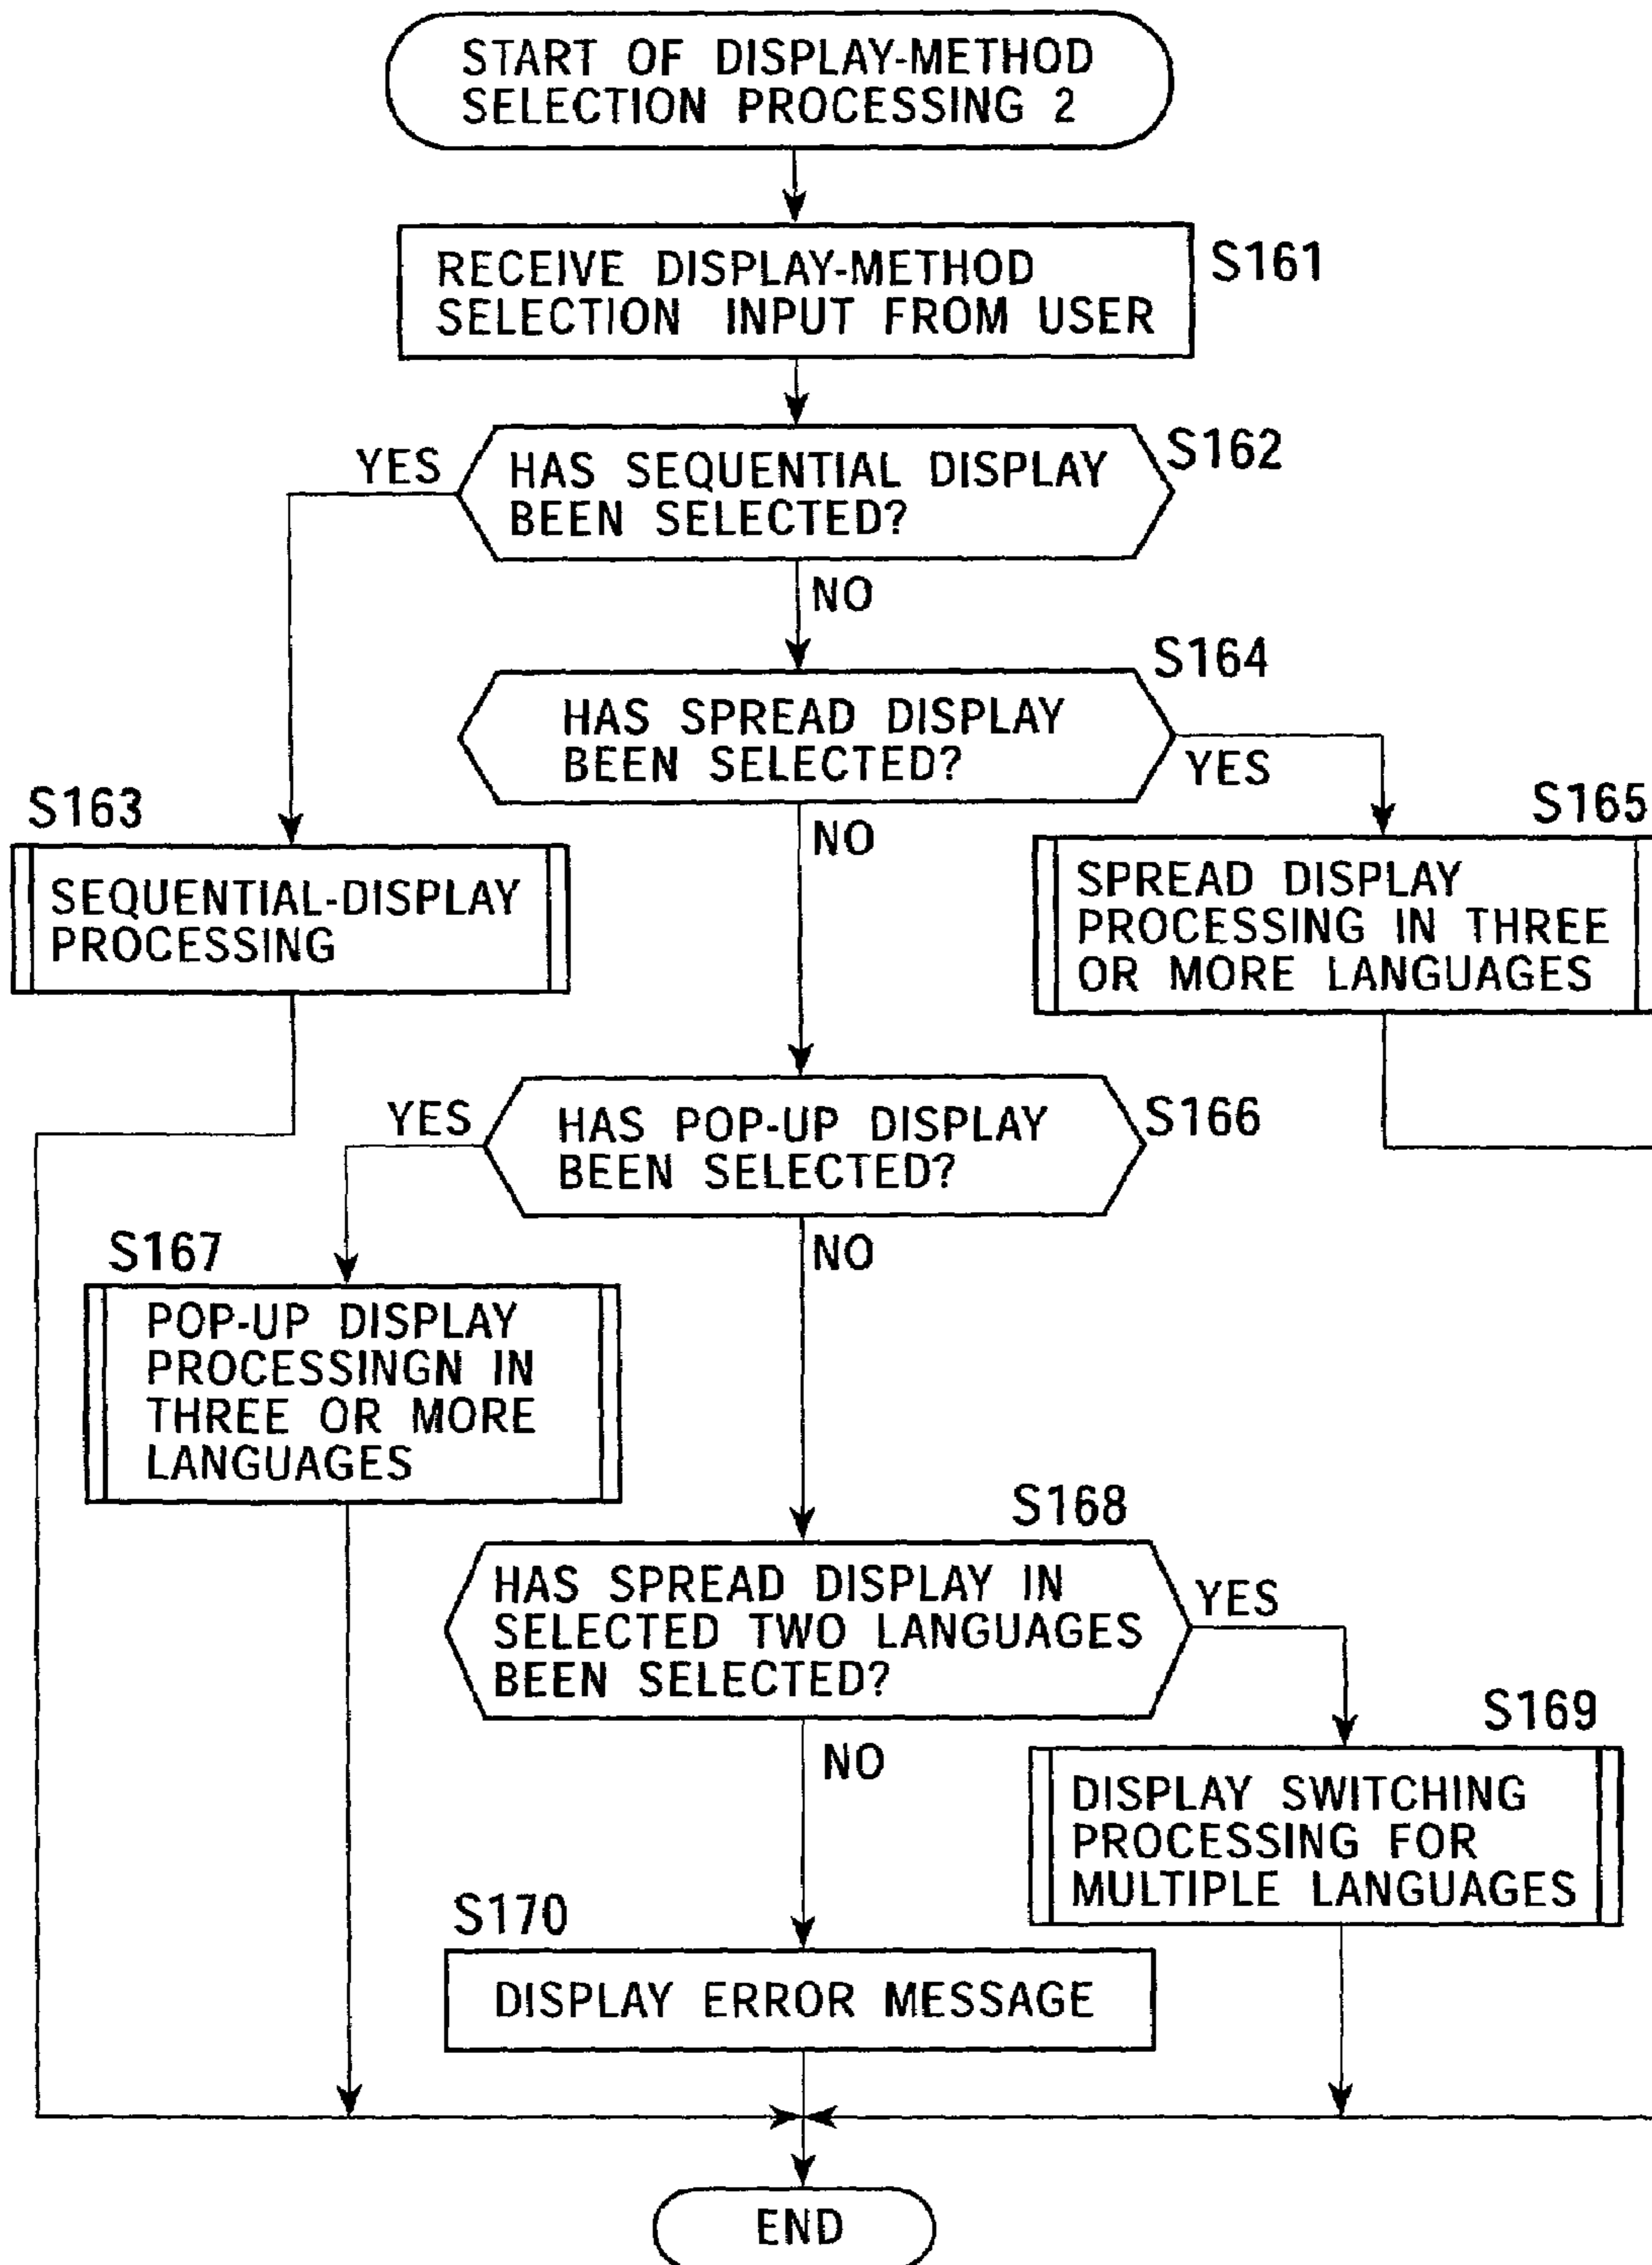 START OF DISPLAY-METHOD
SELECTION PROCESSING 2
RECEIVE DISPLAY-METHOD
SELECTION INPUT FROM USER
S161
HAS SEQUENTIAL DISPLAY
BEEN SELECTED?
S162
YES
NO
HAS SPREAD DISPLAY
BEEN SELECTED?
S164
YES
NO
S163
SEQUENTIAL-DISPLAY
PROCESSING
S165
SPREAD DISPLAY
PROCESSING IN THREE
OR MORE LANGUAGES
HAS POP-UP DISPLAY
BEEN SELECTED?
S166
YES
NO
S167
POP-UP DISPLAY
PROCESSINGN IN
THREE OR MORE
LANGUAGES
S168
HAS SPREAD DISPLAY IN
SELECTED TWO LANGUAGES
BEEN SELECTED?
YES
NO
S169
DISPLAY SWITCHING
PROCESSING FOR
MULTIPLE LANGUAGES
S170
DISPLAY ERROR MESSAGE
END